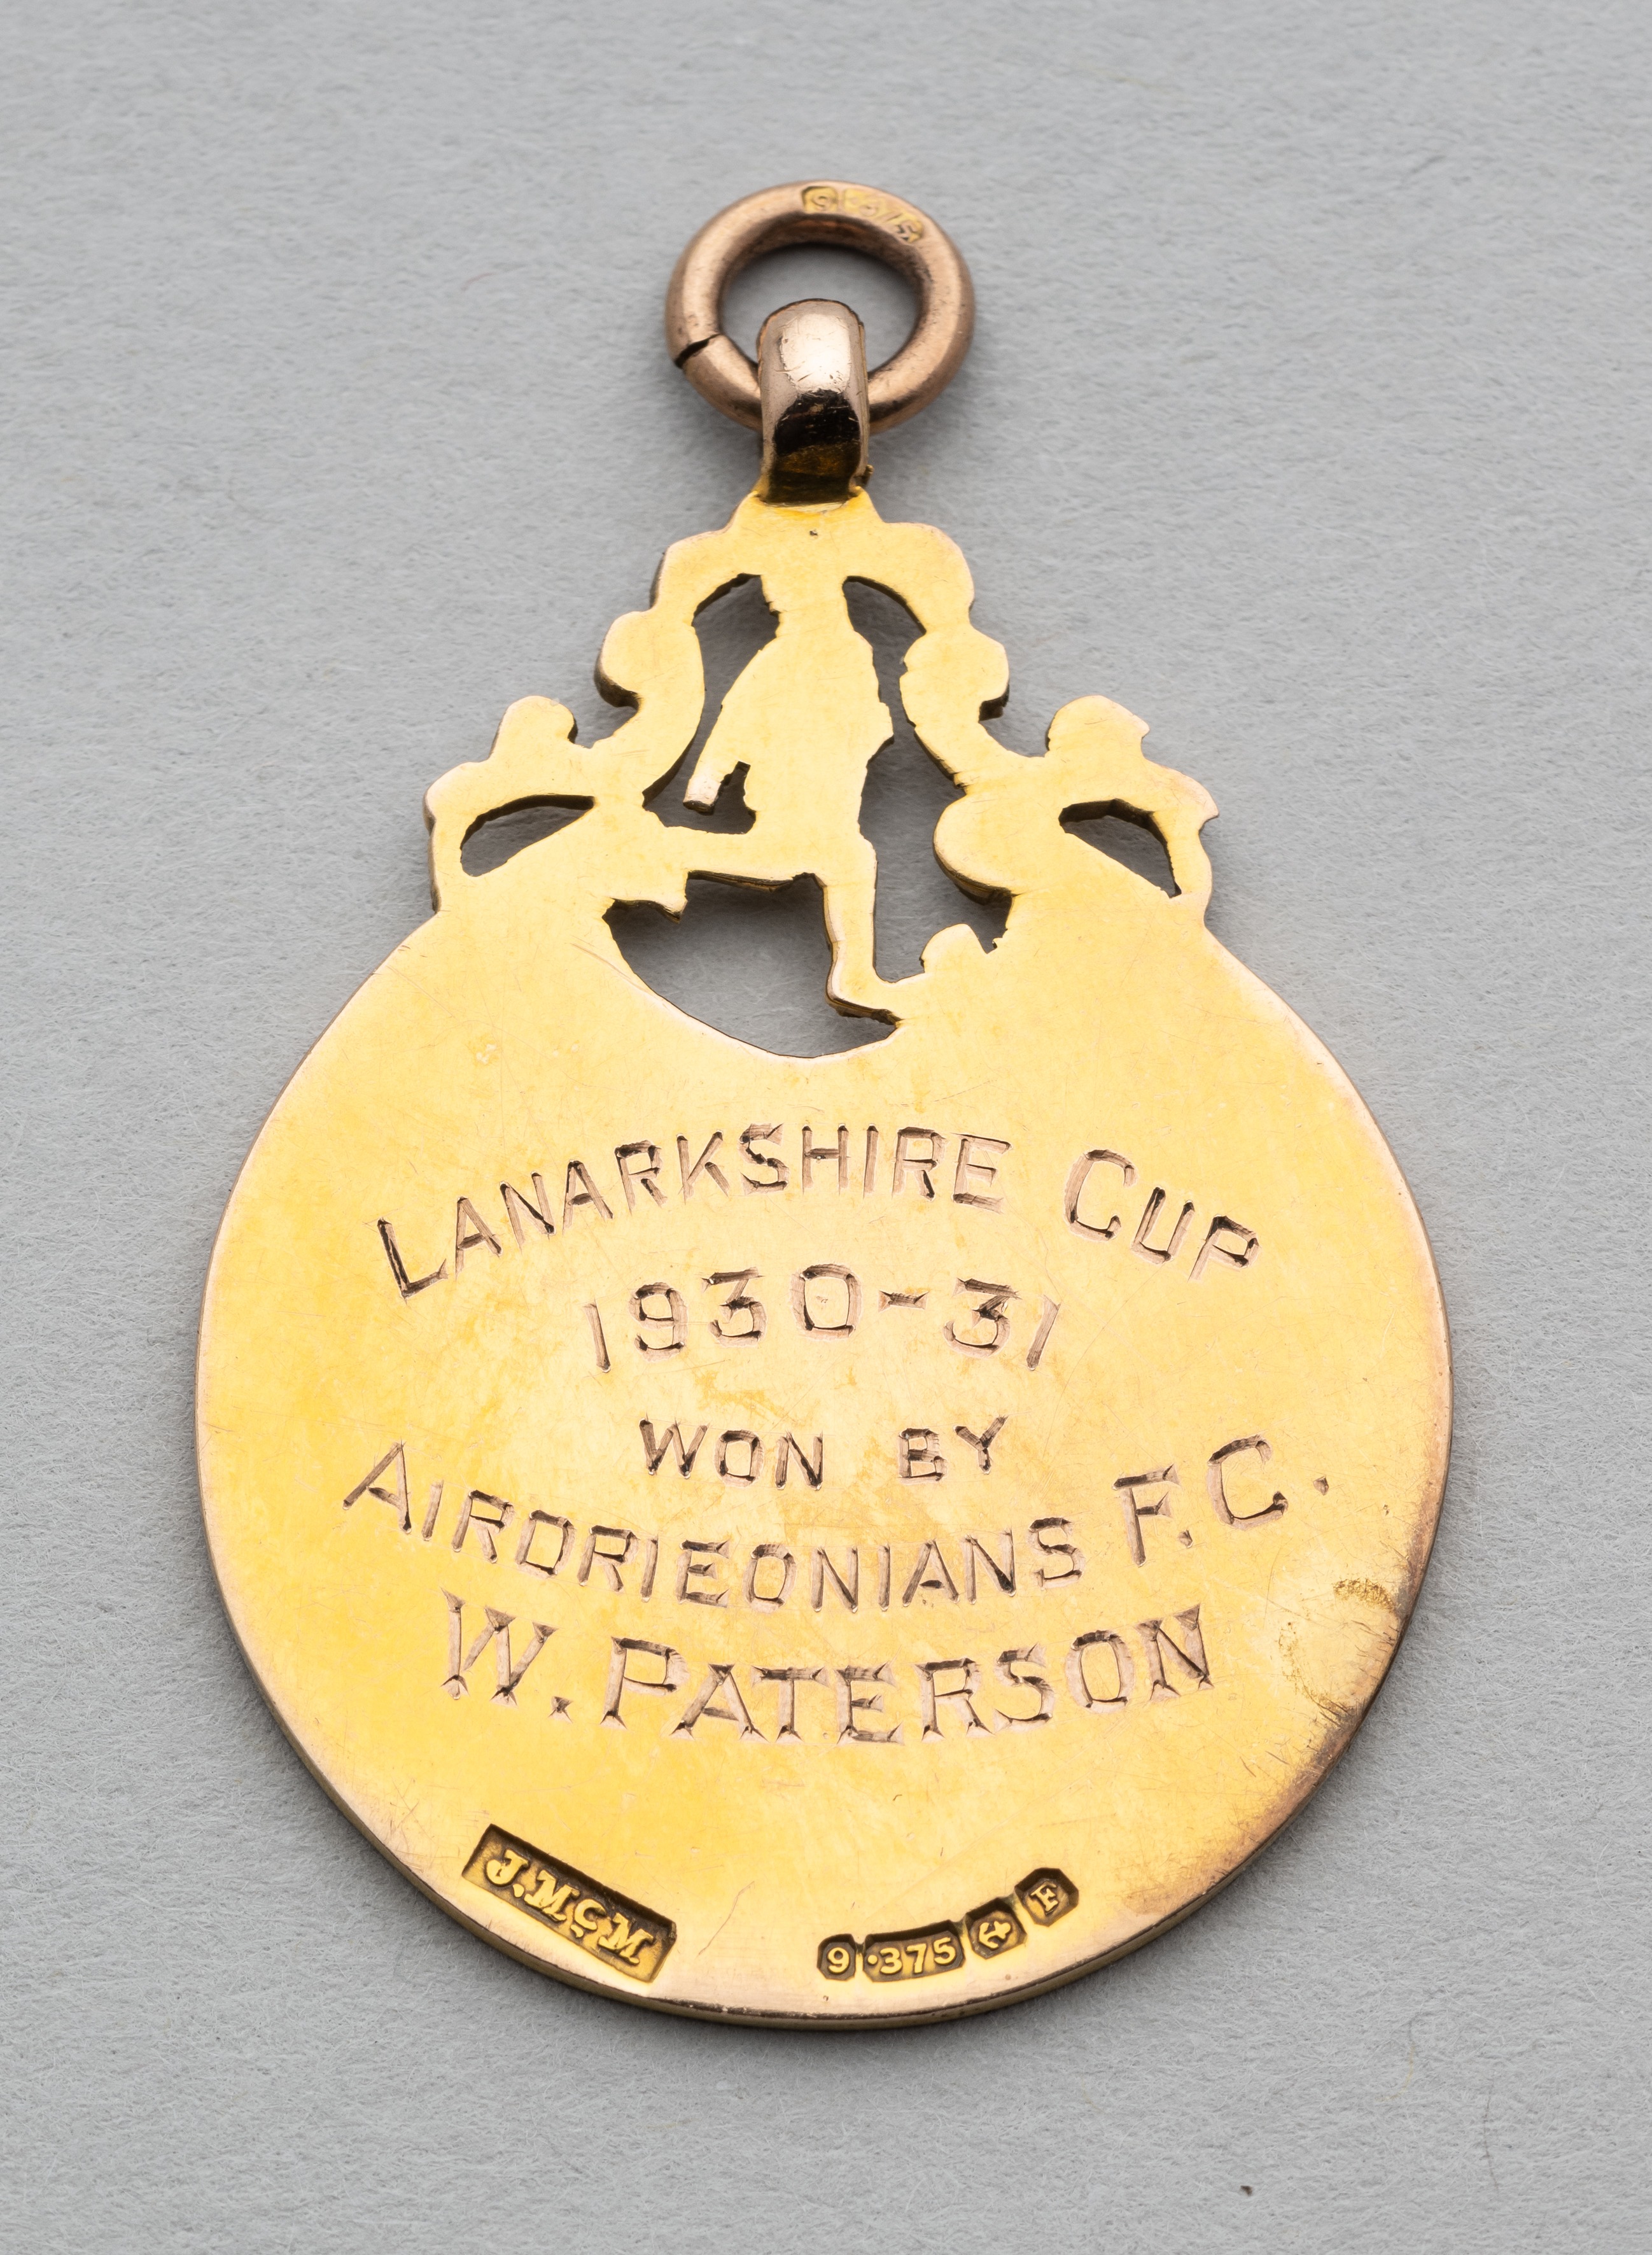 LANARKSHIRE CUP
1930-31
WON BY
AIRDRIEONIANS F.C.
W. PATERSON
J.McM
9 ·375 F